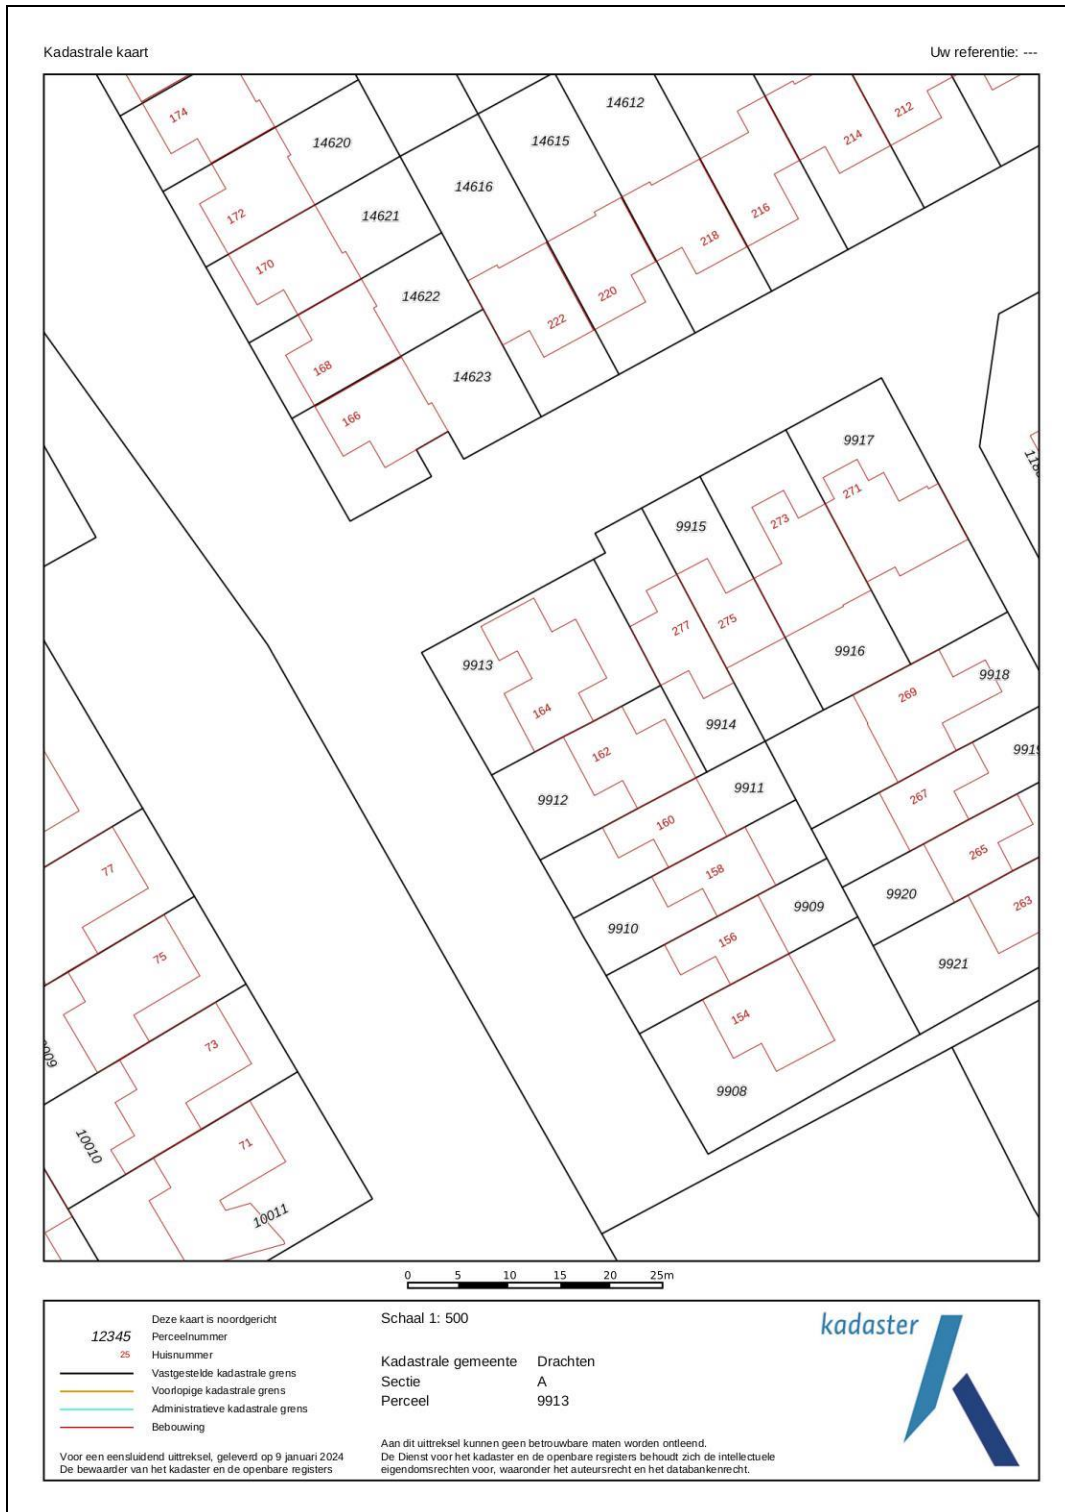 Kadastrale kaart
Uw referentie: ---
174
14620
14612
14615
212
214
14616
172
14621
216
218
170
14622
220
222
168
14623
166
9917
271
273
9915
277
275
9913
9916
9918
269
164
9914
9919
162
9912
9911
267
160
265
158
9920
9910
9909
263
156
9921
154
9908
77
75
73
10010
71
10011
0 5 10 15 20 25m
Deze kaart is noordgericht
12345 Perceelnummer
25 Huisnummer
Vastgestelde kadastrale grens
Voorlopige kadastrale grens
Administratieve kadastrale grens
Bebouwing
Voor een eensluidend uittreksel, geleverd op 9 januari 2024
De bewaarder van het kadaster en de openbare registers
Schaal 1: 500
Kadastrale gemeente Drachten
Sectie A
Perceel 9913
Aan dit uittreksel kunnen geen betrouwbare maten worden ontleend.
De Dienst voor het kadaster en de openbare registers behoudt zich de intellectuele
eigendomsrechten voor, waaronder het auteursrecht en het databankenrecht.
kadaster